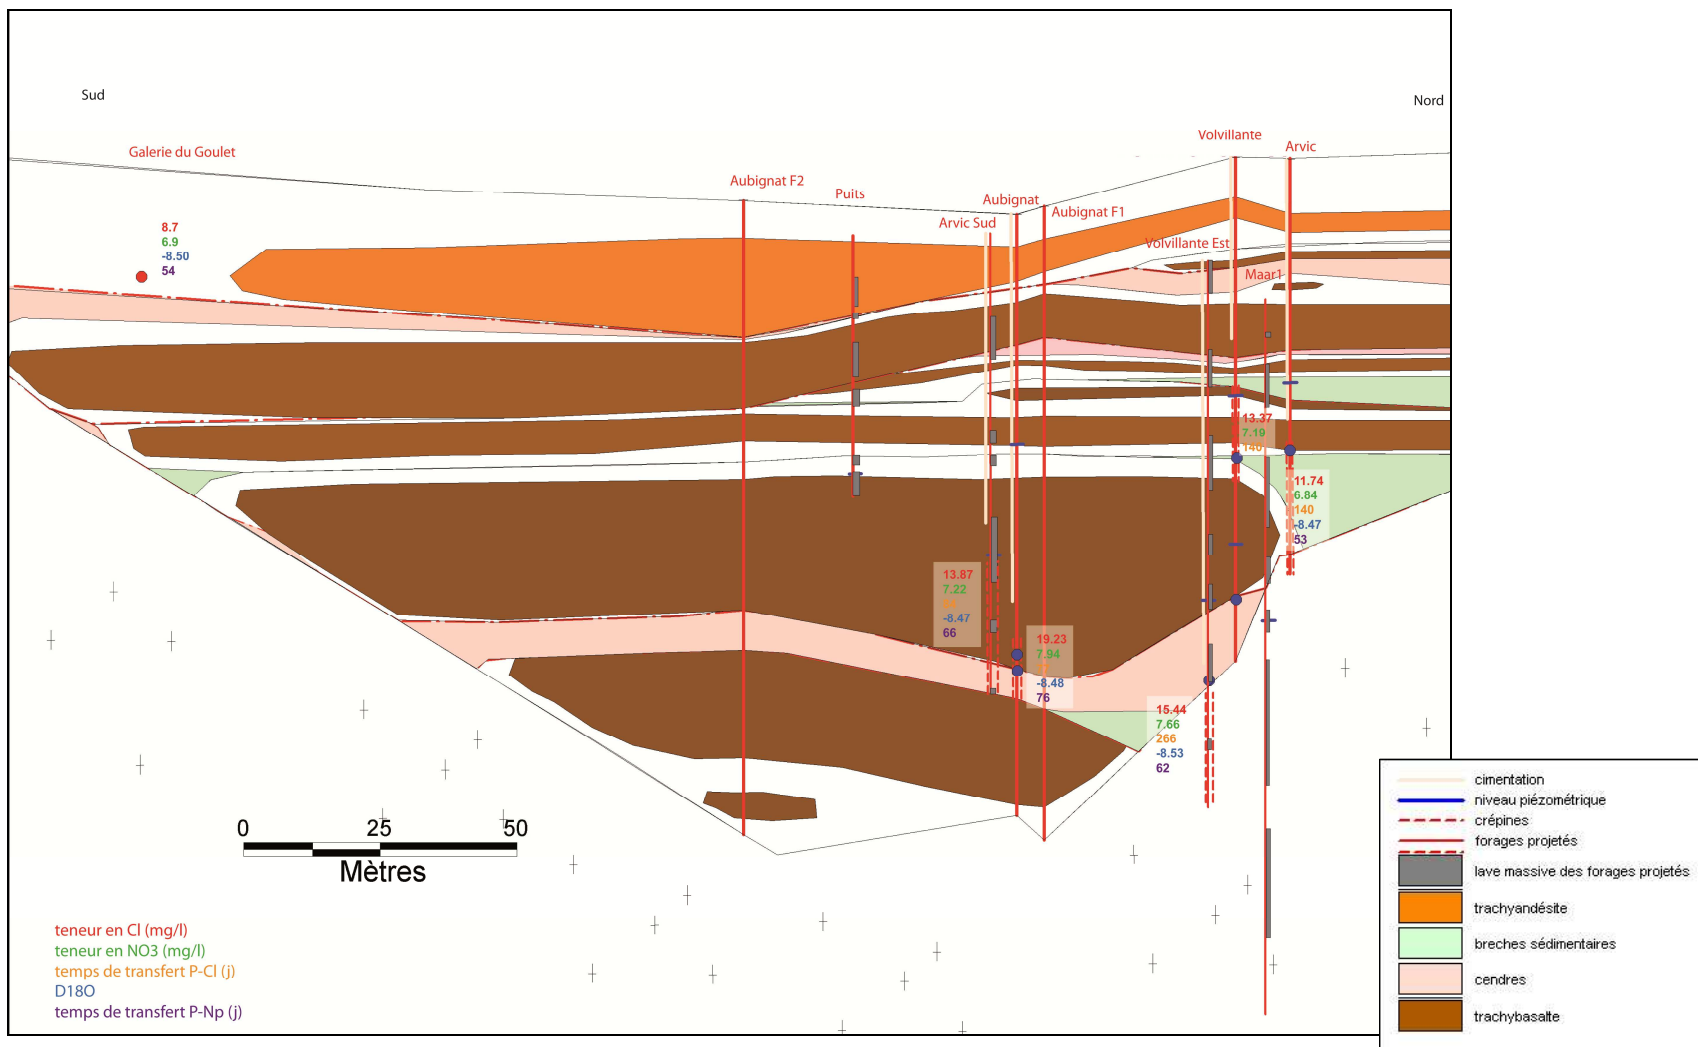 Sud
Nord
Galerie du Goulet
Aubignat F2
Puits
Arvic Sud
Aubignat
Aubignat F1
Volvillante
Arvic
Volvillante Est
Maar1
8.7
6.9
-8.50
54
13.37
7.19
140
11.74
6.84
140
-8.47
53
13.87
7.22
-8.47
66
19.23
7.94
-8.48
76
15.44
7.66
266
-8.53
62
0 25 50
Mètres
teneur en Cl (mg/l)
teneur en NO3 (mg/l)
temps de transfert P-Cl (j)
D18O
temps de transfert P-Np (j)
cimentation
niveau piézométrique
crépines
forages projetés
lave massive des forages projetés
trachyandésite
breches sédimentaires
cendres
trachybasalte